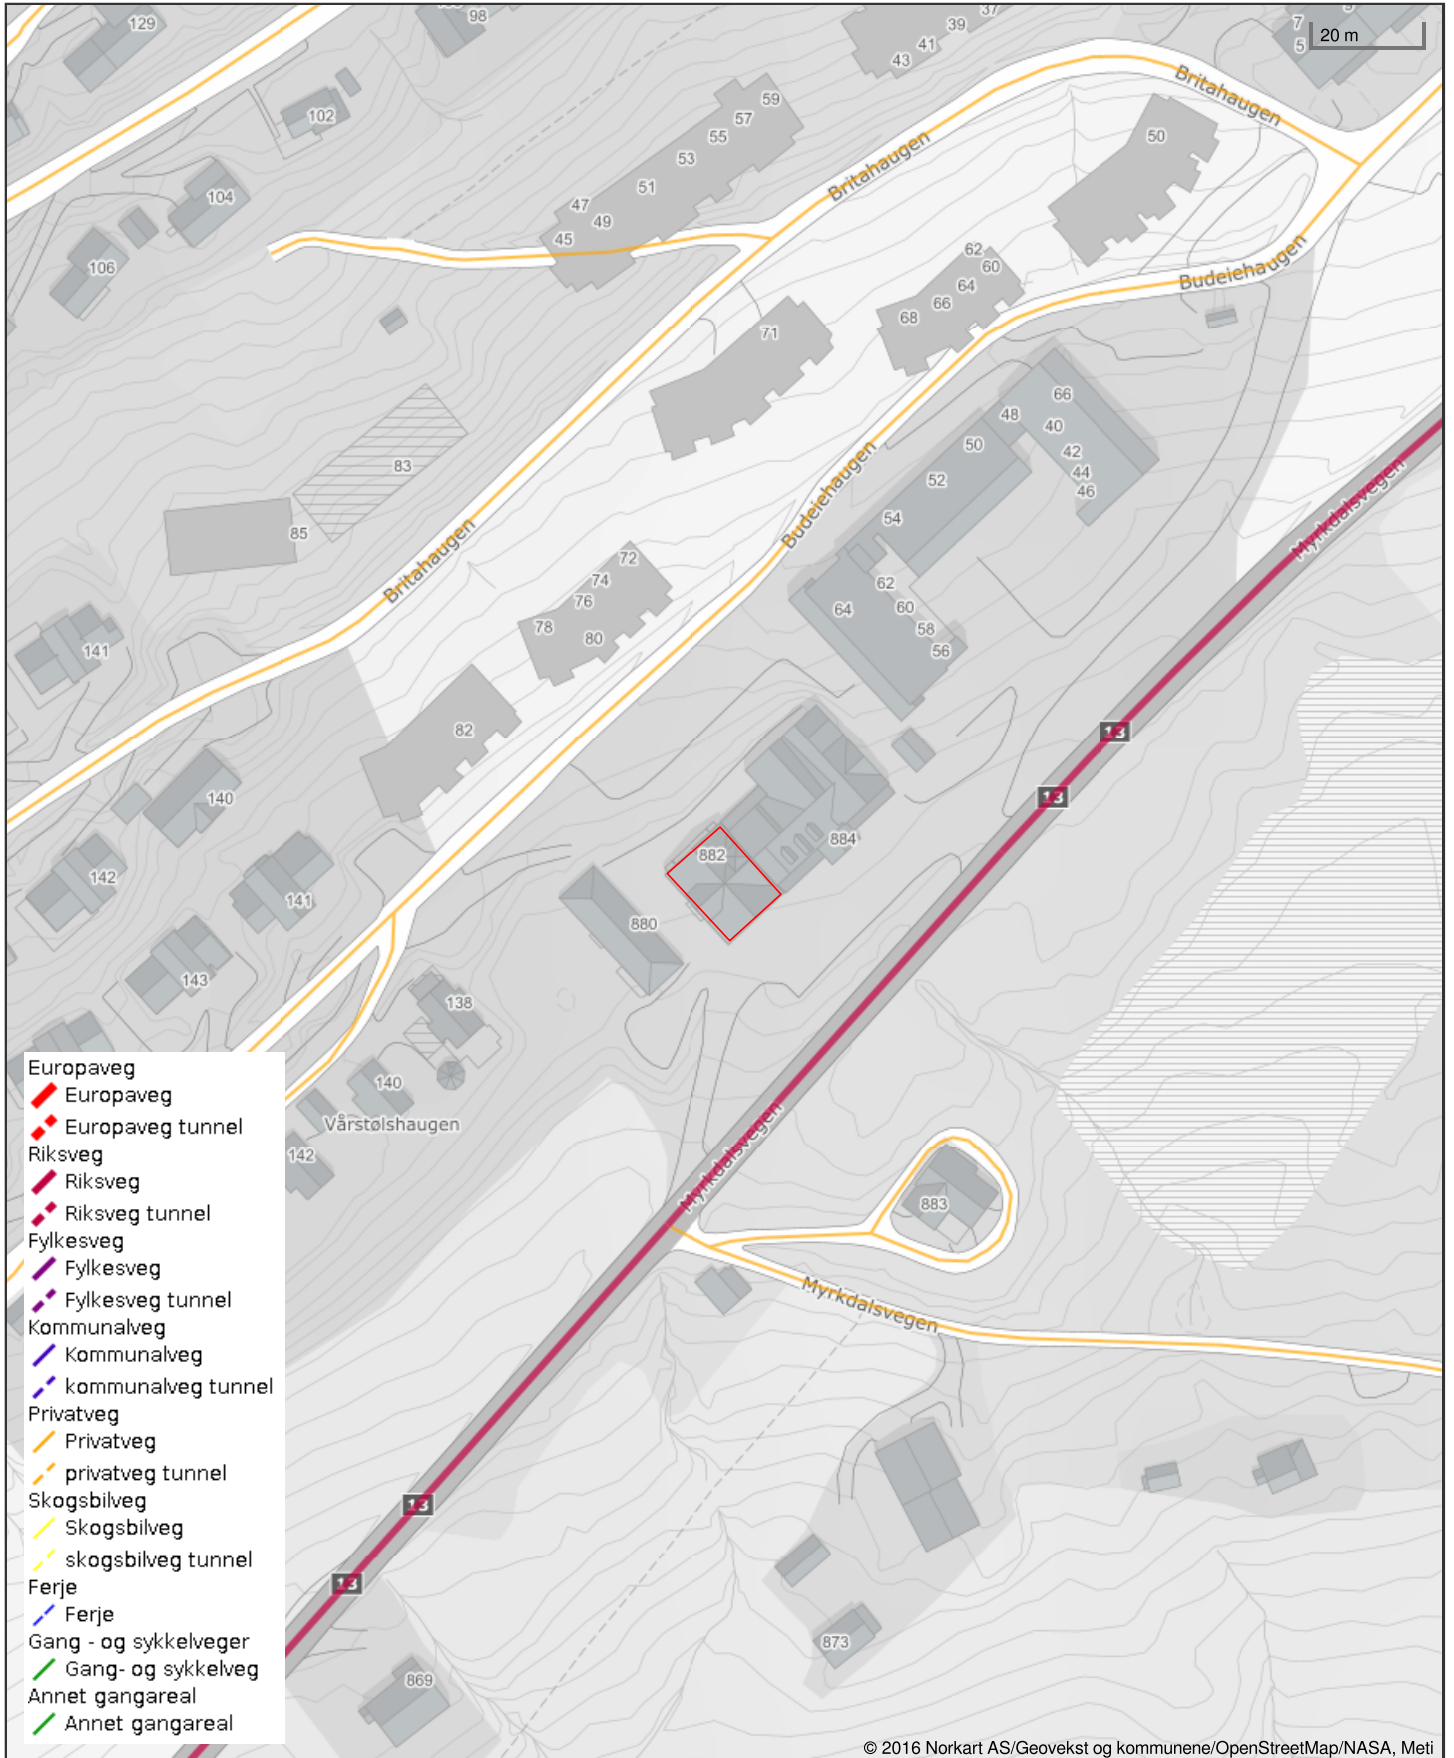 129
98
37
39
41
43
7
5
20 m
102
59
57
55
53
51
47
49
45
Britahaugen
Britahaugen
50
104
106
62
60
64
66
68
Budeiehaugen
71
66
48
40
42
44
46
50
52
54
83
85
Britahaugen
Budeiehaugen
Myrkdalsvegen
72
74
76
78
80
62
60
58
56
64
141
82
13
13
140
882
884
142
141
880
143
138
140
Vårstølshaugen
142
Myrkdalsvegen
883
Myrkdalsvegen
13
13
873
869
Europaveg
Europaveg
Europaveg tunnel
Riksveg
Riksveg
Riksveg tunnel
Fylkesveg
Fylkesveg
Fylkesveg tunnel
Kommunalveg
Kommunalveg
kommunalveg tunnel
Privatveg
Privatveg
privatveg tunnel
Skogsbilveg
Skogsbilveg
skogsbilveg tunnel
Ferje
Ferje
Gang - og sykkelveger
Gang- og sykkelveg
Annet gangareal
Annet gangareal
© 2016 Norkart AS/Geovekst og kommunene/OpenStreetMap/NASA, Meti